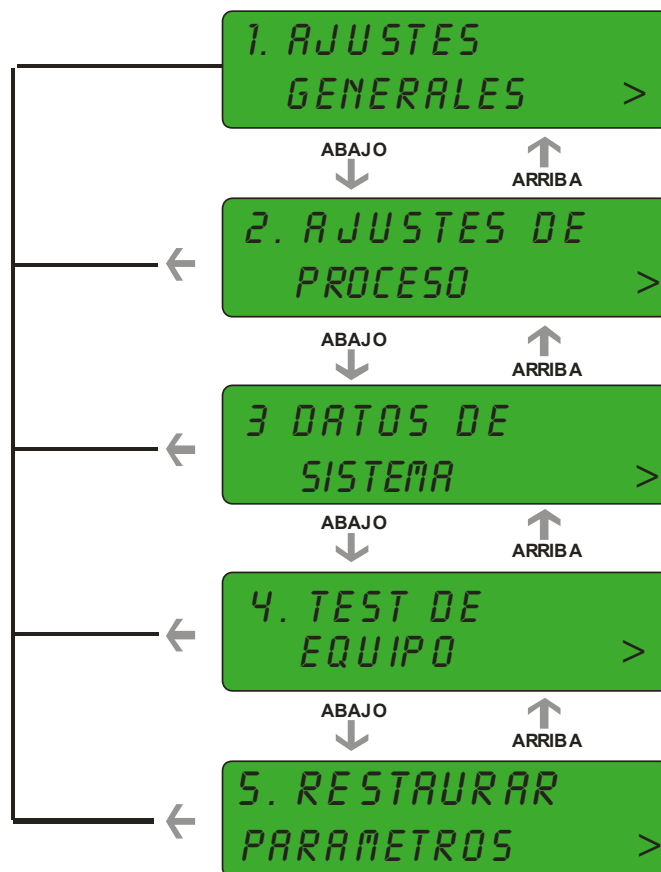 1. AJUSTES
GENERALES >
ABAJO
ARRIBA
2. AJUSTES DE
PROCESO >
ABAJO
ARRIBA
3 DATOS DE
SISTEMA >
ABAJO
ARRIBA
4. TEST DE
EQUIPO >
ABAJO
ARRIBA
5. RESTAURAR
PARAMETROS >